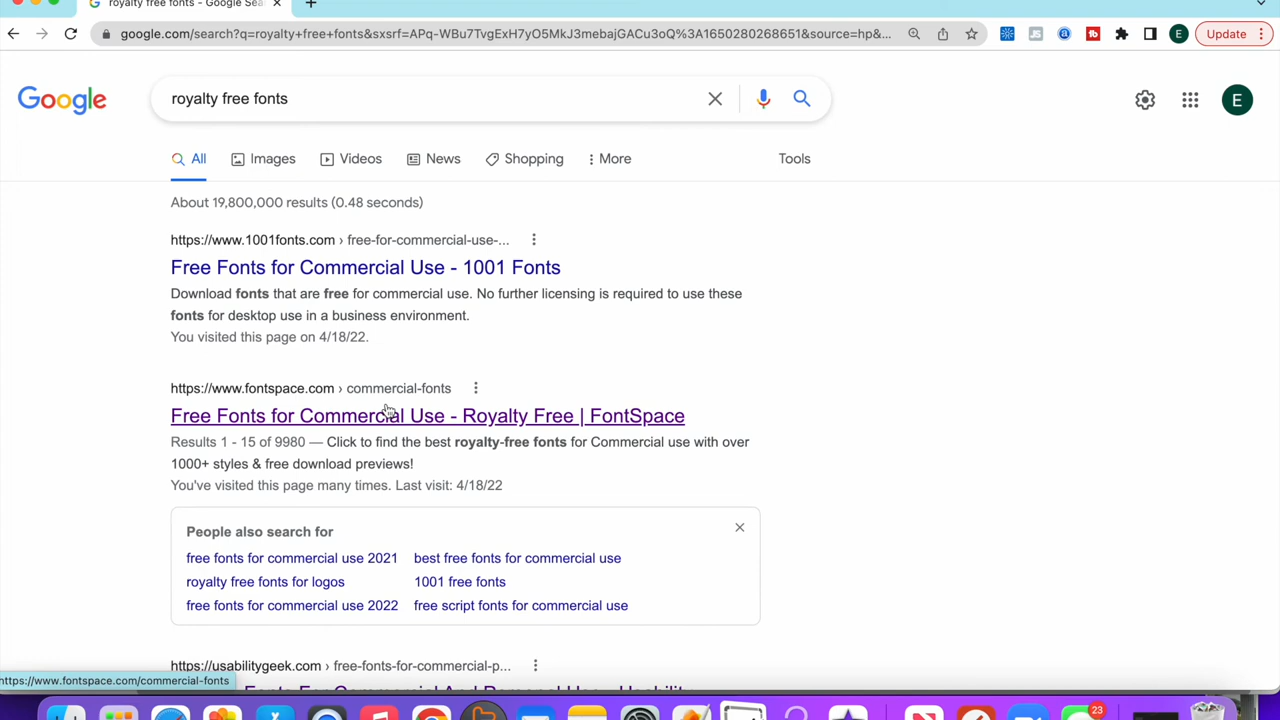 royalty free fonts - Google Sea
google.com/search?q=royalty+free+fonts&sxsrf=APq-WBu7TvgExH7yO5MkJ3mebajGACu3oQ%3A1650280268651&source=hp&...
JS
E
Update
Google
royalty free fonts
E
All
Images
Videos
News
Shopping
More
Tools
About 19,800,000 results (0.48 seconds)
https://www.1001fonts.com › free-for-commercial-use-...
Free Fonts for Commercial Use - 1001 Fonts
Download fonts that are free for commercial use. No further licensing is required to use these
fonts for desktop use in a business environment.
You visited this page on 4/18/22.
https://www.fontspace.com › commercial-fonts
Free Fonts for Commercial Use - Royalty Free | FontSpace
Results 1 - 15 of 9980 — Click to find the best royalty-free fonts for Commercial use with over
1000+ styles & free download previews!
You've visited this page many times. Last visit: 4/18/22
People also search for
free fonts for commercial use 2021
best free fonts for commercial use
royalty free fonts for logos
1001 free fonts
free fonts for commercial use 2022
free script fonts for commercial use
https://usabilitygeek.com › free-fonts-for-commercial-p...
Fonts For Commercial And Personal Use - Usability
https://www.fontspace.com/commercial-fonts
23